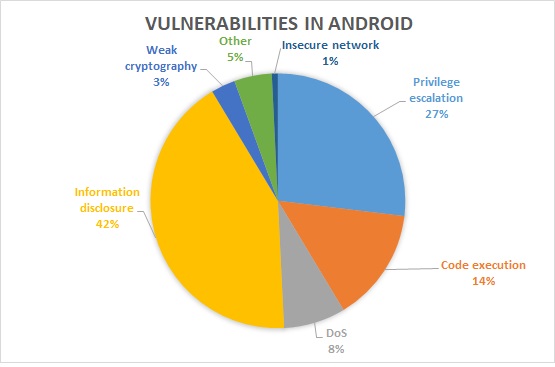 VULNERABILITIES IN ANDROID
Other
5%
Insecure network
1%
Weak
cryptography
3%
Privilege
escalation
27%
Information
disclosure
42%
Code execution
14%
DoS
8%